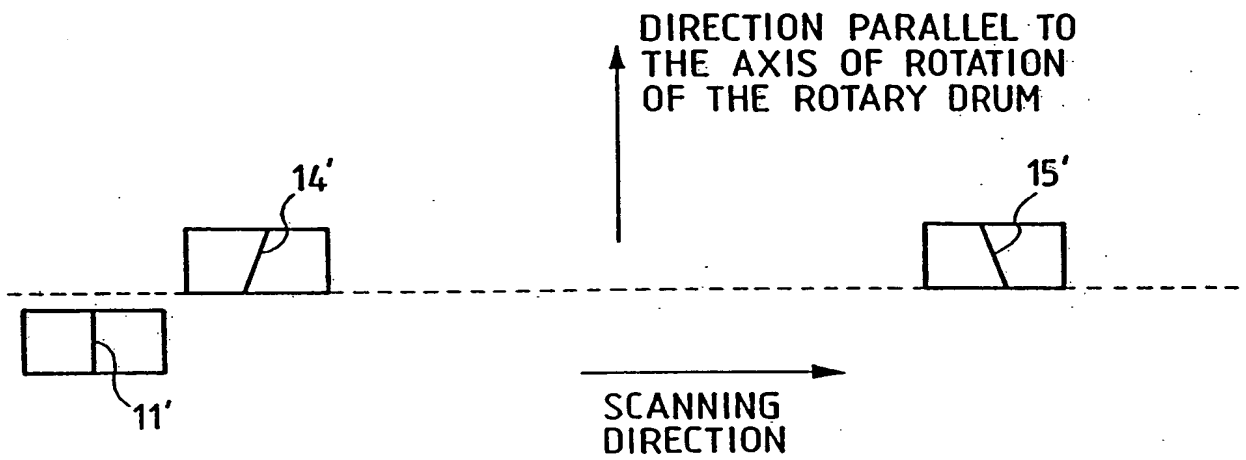 DIRECTION PARALLEL TO
THE AXIS OF ROTATION
OF THE ROTARY DRUM
14'
15'
11'
SCANNING
DIRECTION